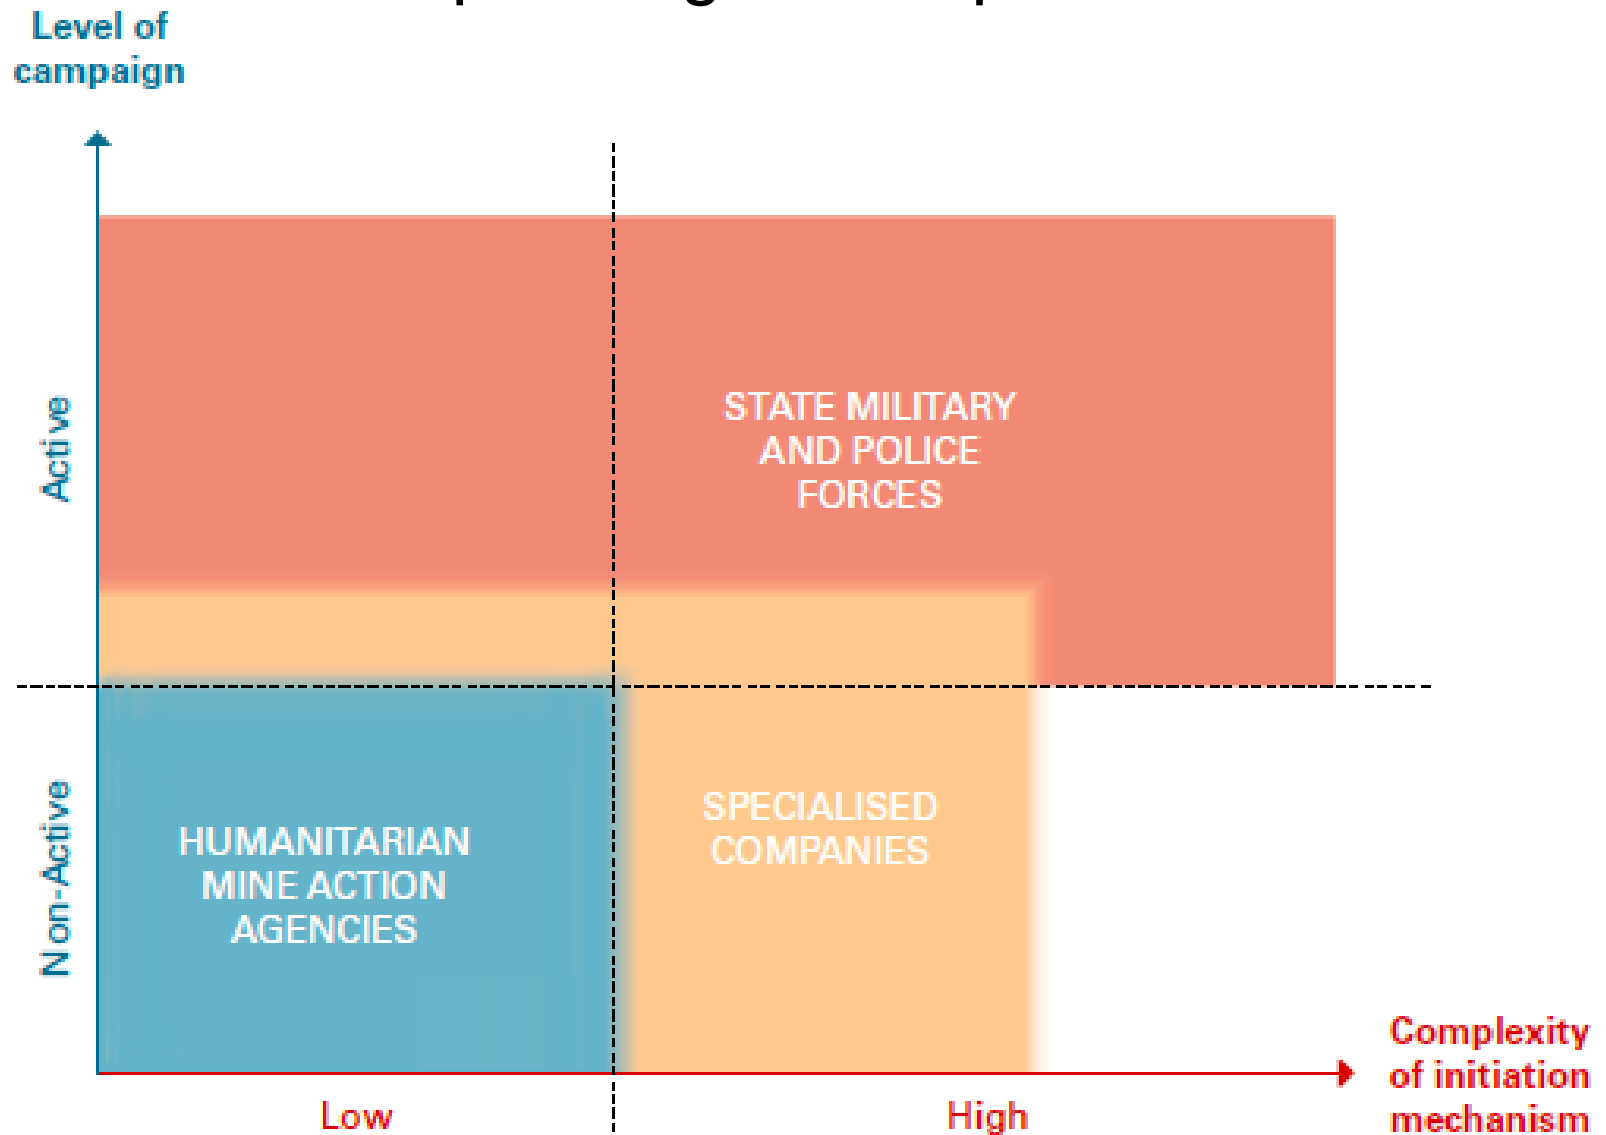 Level of
campaign
Active
STATE MILITARY
AND POLICE
FORCES
SPECIALISED
COMPANIES
HUMANITARIAN
MINE ACTION
AGENCIES
Non-Active
Complexity
of initiation
mechanism
Low
High